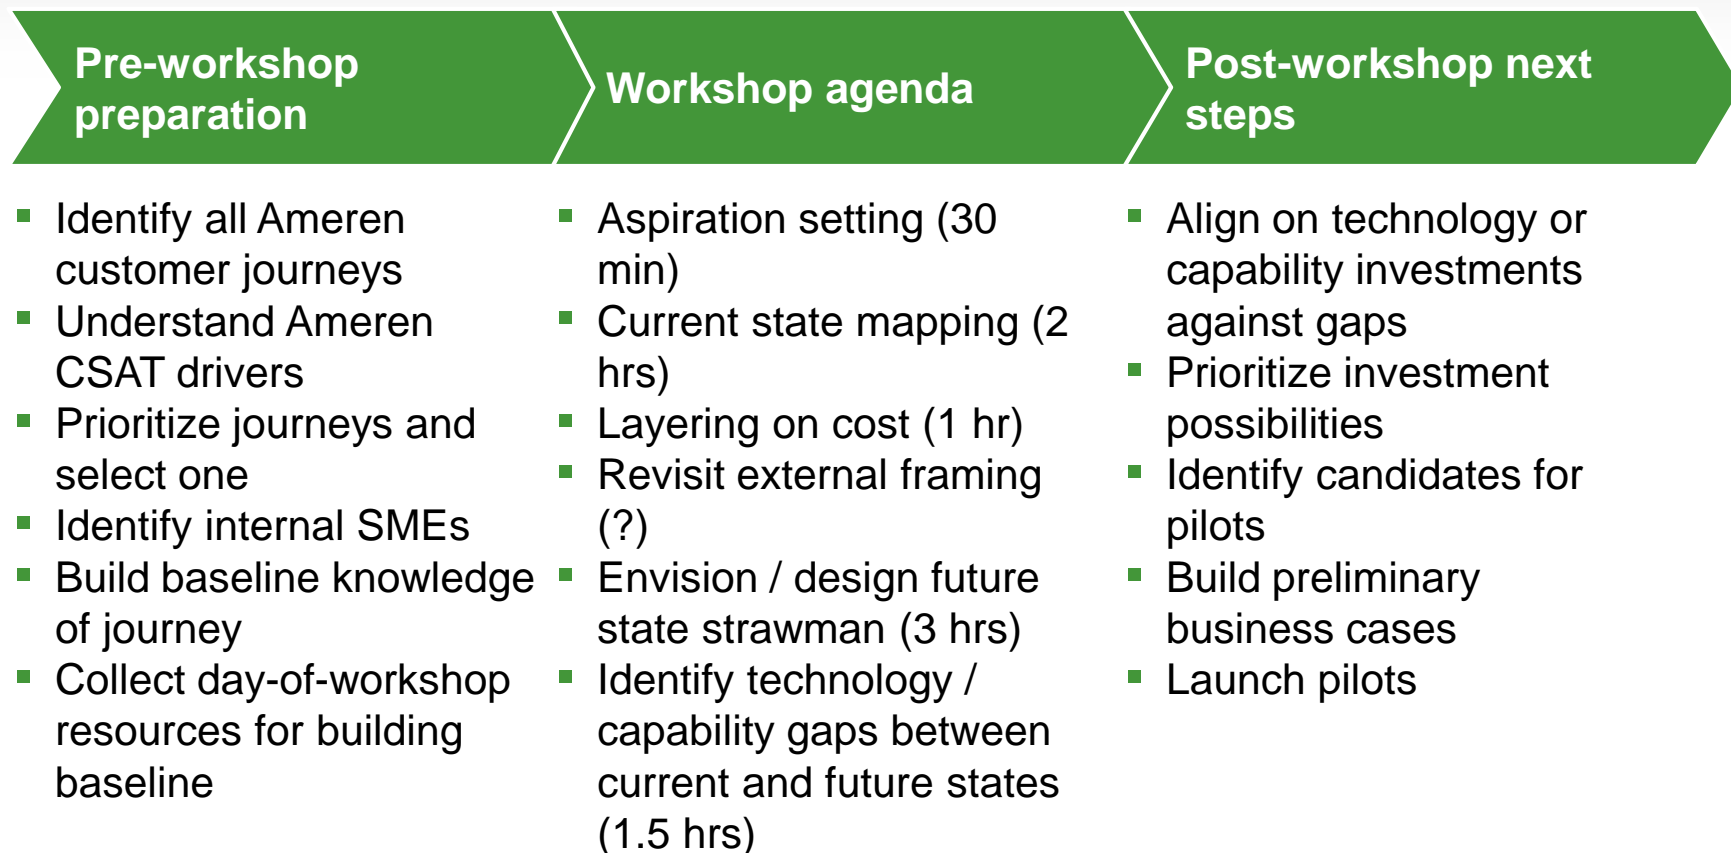 Pre-workshop
preparation
Workshop agenda
Post-workshop next
steps
Identify all Ameren
customer journeys
Understand Ameren
CSAT drivers
Prioritize journeys and
select one
Identify internal SMEs
Build baseline knowledge
of journey
Collect day-of-workshop
resources for building
baseline
Aspiration setting (30
min)
Current state mapping (2
hrs)
Layering on cost (1 hr)
Revisit external framing
(?)
Envision / design future
state strawman (3 hrs)
Identify technology /
capability gaps between
current and future states
(1.5 hrs)
Align on technology or
capability investments
against gaps
Prioritize investment
possibilities
Identify candidates for
pilots
Build preliminary
business cases
Launch pilots